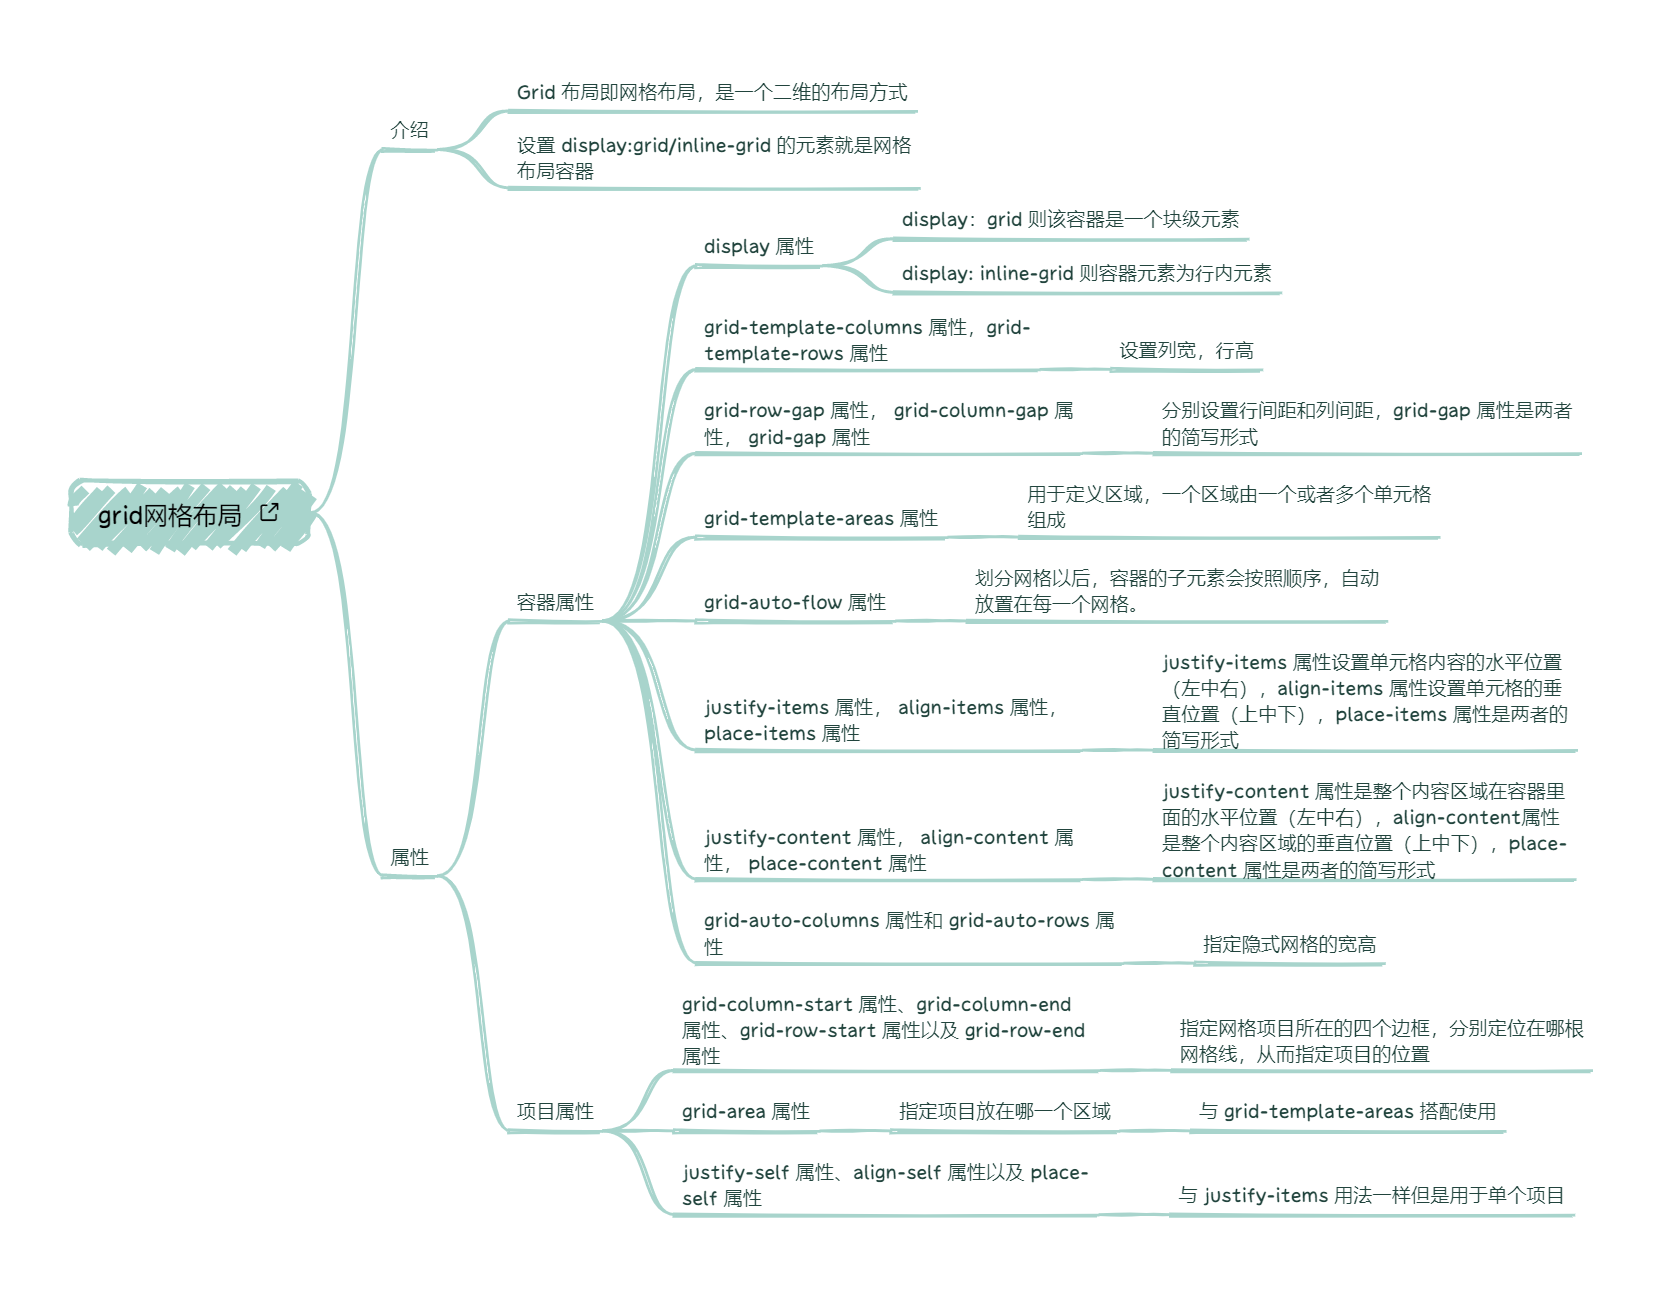 grid网格布局
介绍
Grid 布局即网格布局，是一个二维的布局方式
设置 display:grid/inline-grid 的元素就是网格
布局容器
属性
容器属性
display 属性
display：grid 则该容器是一个块级元素
display: inline-grid 则容器元素为行内元素
grid-template-columns 属性，grid-
template-rows 属性
设置列宽，行高
grid-row-gap 属性， grid-column-gap 属
性， grid-gap 属性
分别设置行间距和列间距，grid-gap 属性是两者
的简写形式
grid-template-areas 属性
用于定义区域，一个区域由一个或者多个单元格
组成
grid-auto-flow 属性
划分网格以后，容器的子元素会按照顺序，自动
放置在每一个网格。
justify-items 属性， align-items 属性，
place-items 属性
justify-items 属性设置单元格内容的水平位置
（左中右），align-items 属性设置单元格的垂
直位置（上中下），place-items 属性是两者的
简写形式
justify-content 属性， align-content 属
性， place-content 属性
justify-content 属性是整个内容区域在容器里
面的水平位置（左中右），align-content属性
是整个内容区域的垂直位置（上中下），place-
content 属性是两者的简写形式
grid-auto-columns 属性和 grid-auto-rows 属
性
指定隐式网格的宽高
项目属性
grid-column-start 属性、grid-column-end
属性、grid-row-start 属性以及 grid-row-end
属性
指定网格项目所在的四个边框，分别定位在哪根
网格线，从而指定项目的位置
grid-area 属性
指定项目放在哪一个区域
与 grid-template-areas 搭配使用
justify-self 属性、align-self 属性以及 place-
self 属性
与 justify-items 用法一样但是用于单个项目